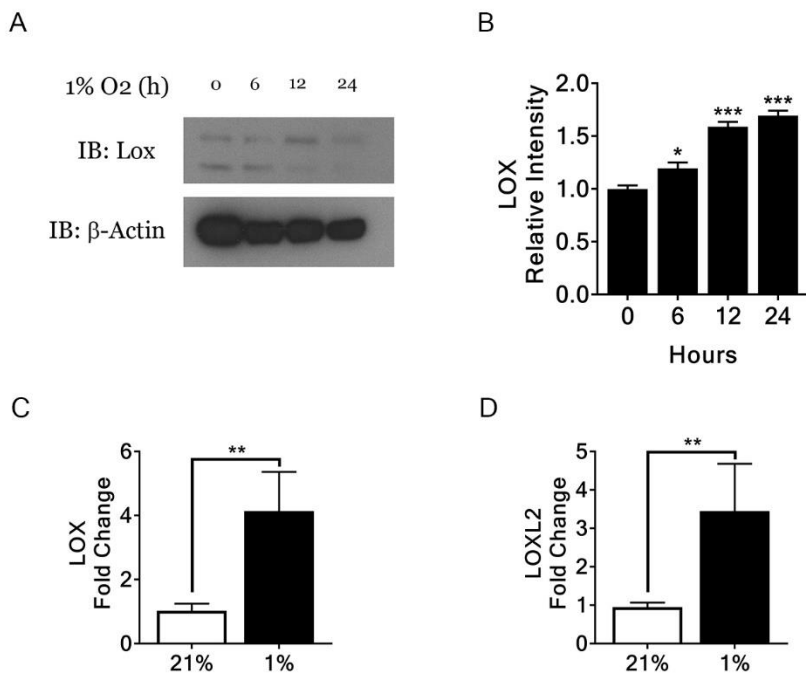 A
1% O2 (h) 0 6 12 24
IB: Lox
IB: β-Actin
B
LOX
Relative Intensity
2.0
1.5
1.0
0.5
0.0
*
***
***
0 6 12 24
Hours
C
LOX
Fold Change
6
4
2
0
**
21% 1%
D
LOXL2
Fold Change
5
4
3
2
1
0
**
21% 1%